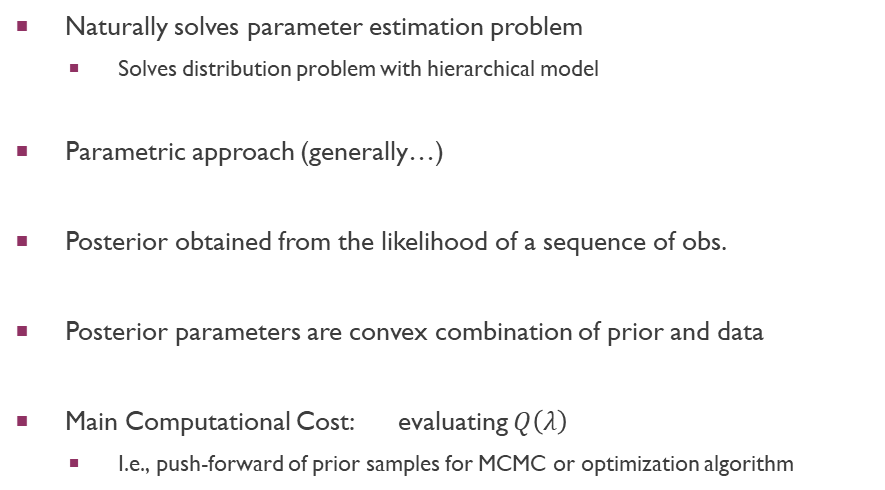 Naturally solves parameter estimation problem
Solves distribution problem with hierarchical model
Parametric approach (generally…)
Posterior obtained from the likelihood of a sequence of obs.
Posterior parameters are convex combination of prior and data
Main Computational Cost: evaluating Q(λ)
I.e., push-forward of prior samples for MCMC or optimization algorithm